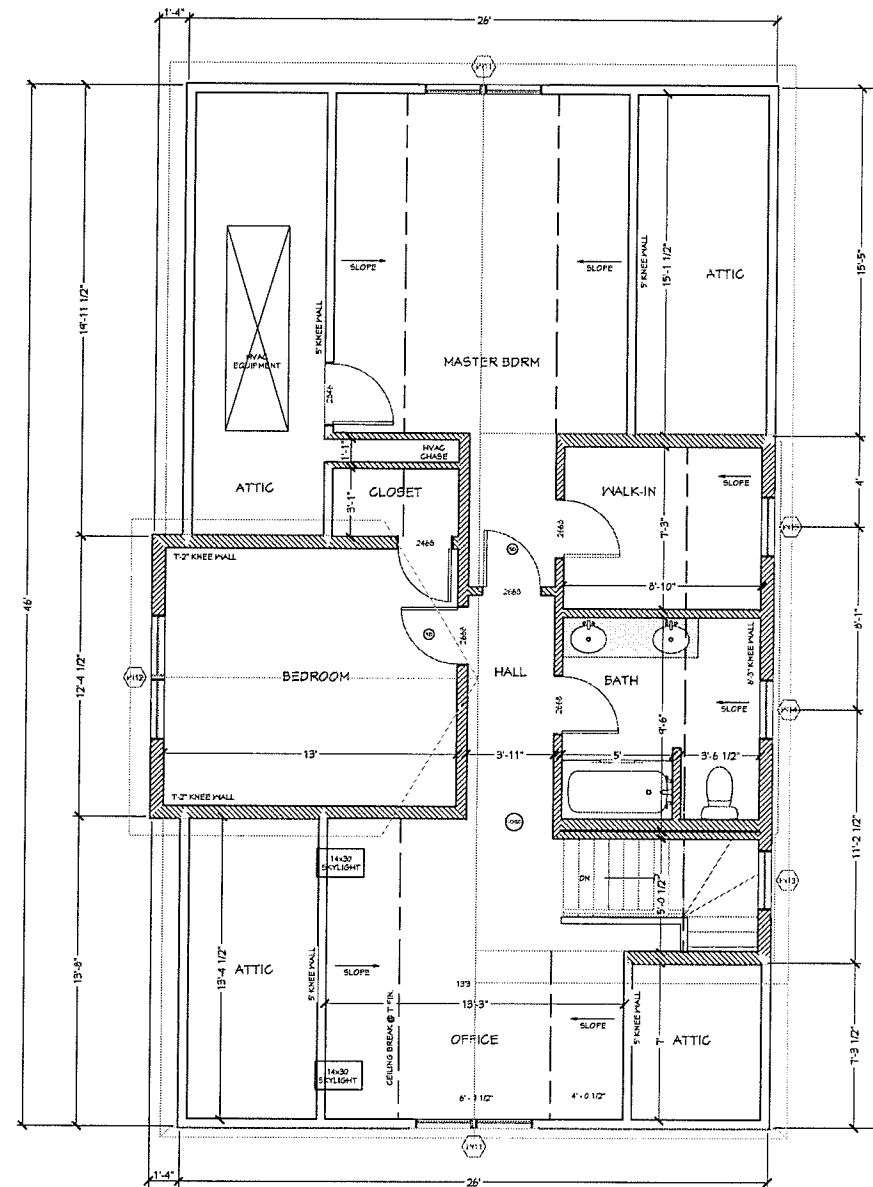 1'-4"
26'
46'
19'-11 1/2"
12'-4 1/2"
13'-8"
15'-5"
4'
8'-1"
11'-2 1/2"
7'-3 1/2"
SLOPE
SLOPE
5' KNEE WALL
5' KNEE WALL
15'-1 1/2"
ATTIC
HVAC
EQUIPMENT
MASTER BDRM
2846
ATTIC
1'-1"
HVAC
CHASE
CLOSET
3'-1"
2468
WALK-IN
SLOPE
7'-3"
8'-10"
2668
2668
7'-2" KNEE WALL
SD
SD
2668
BEDROOM
HALL
BATH
6'-3" KNEE WALL
SLOPE
2668
9'-6"
13'
3'-11"
5'
3'-6 1/2"
7'-2" KNEE WALL
14x30
SKYLIGHT
DN
5'-0 1/2"
ATTIC
13'-4 1/2"
5' KNEE WALL
SLOPE
CEILING BREAK @ 7' FIN.
13'3
13'-3"
OFFICE
SLOPE
5' KNEE WALL
7'
ATTIC
14x30
SKYLIGHT
4'-0 1/2"
1'-4"
26'